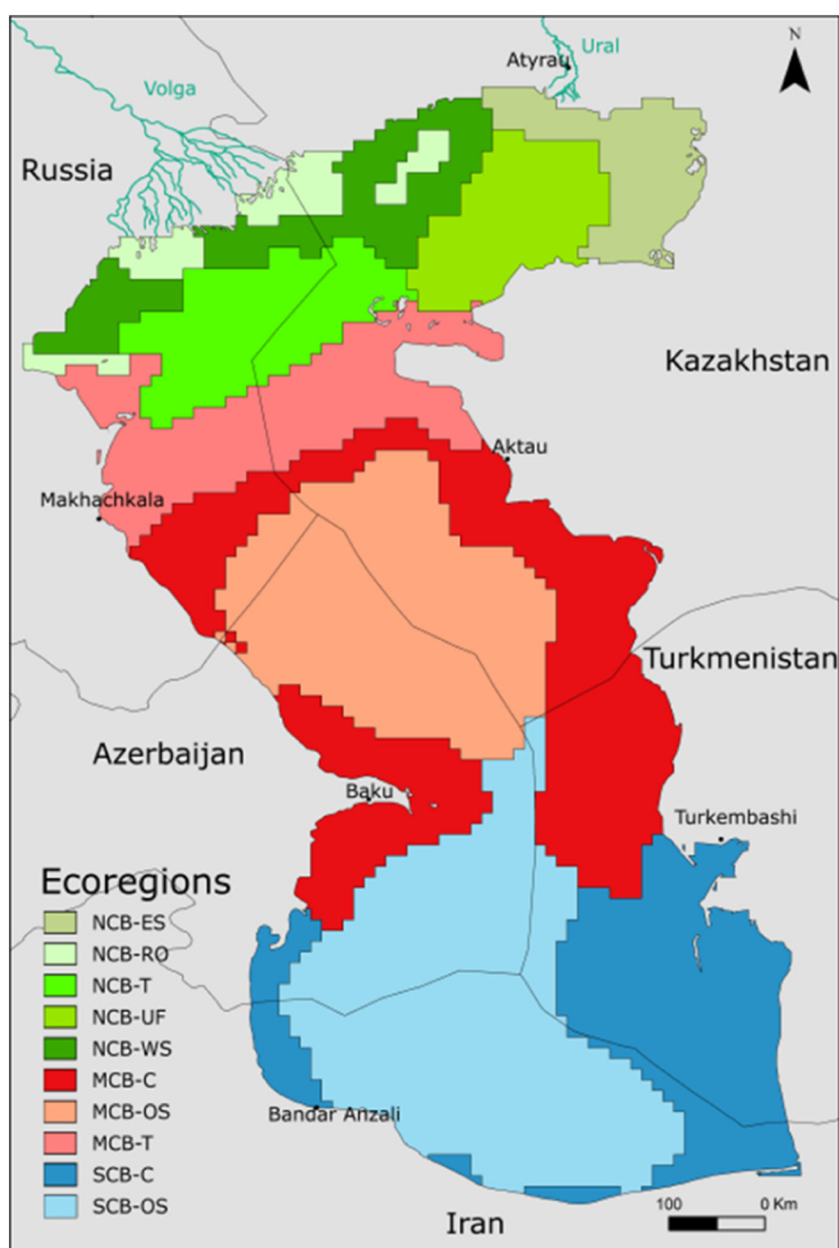 N
Ural
Atyrau
Volga
Russia
Kazakhstan
Aktau
Makhachkala
Turkmenistan
Azerbaijan
Baku
Turkembashi
Ecoregions
NCB-ES
NCB-RO
NCB-T
NCB-UF
NCB-WS
MCB-C
MCB-OS
MCB-T
SCB-C
SCB-OS
Bandar Anzali
Iran
100 0 Km